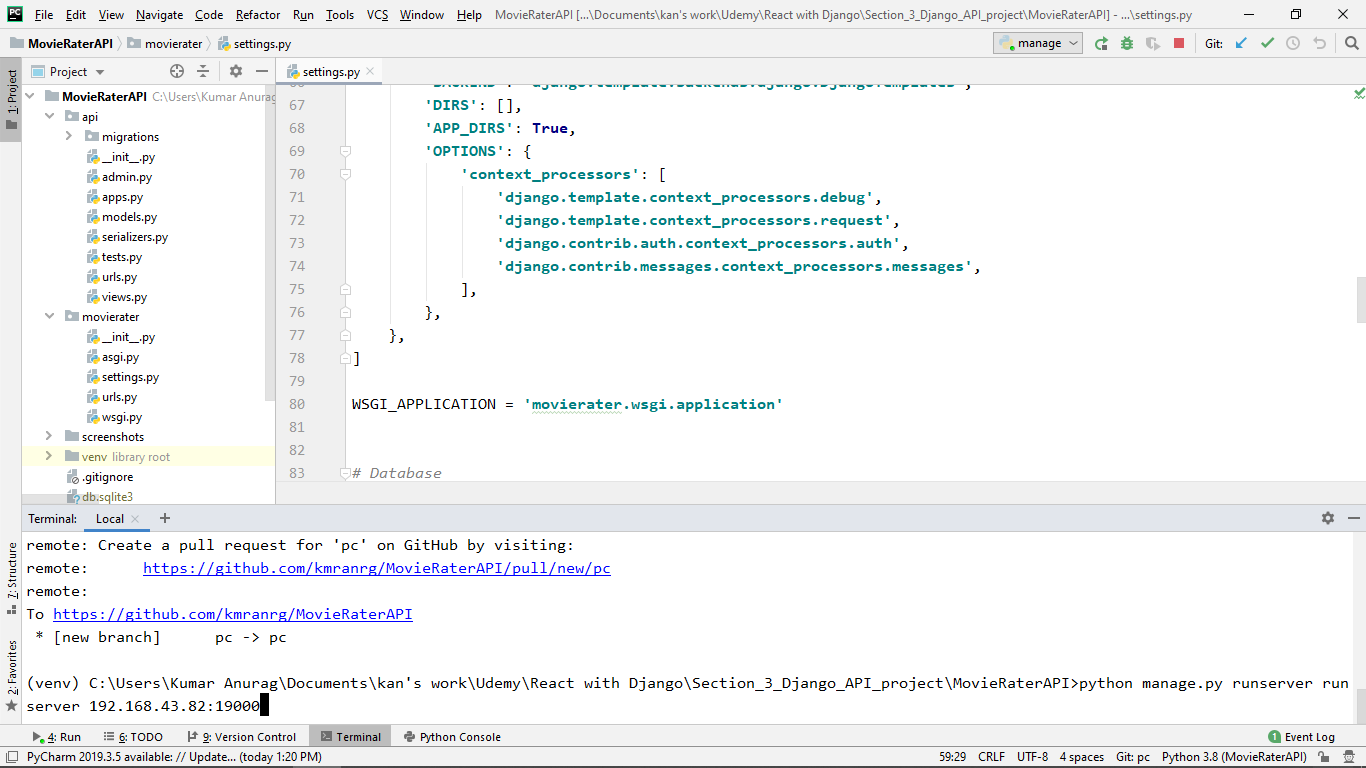 PC File Edit View Navigate Code Refactor Run Tools VCS Window Help MovieRaterAPI [...\Documents\kan's work\Udemy\React with Django\Section_3_Django_API_project\MovieRaterAPI] - ...\settings.py
MovieRaterAPI movierater settings.py manage Git:
Project settings.py
1: Project
MovieRaterAPI C:\Users\Kumar Anurag
api
migrations
__init__.py
admin.py
apps.py
models.py
serializers.py
tests.py
urls.py
views.py
movierater
__init__.py
asgi.py
settings.py
urls.py
wsgi.py
screenshots
venv library root
.gitignore
db.sqlite3
66 'BACKEND': 'django.template.backends.django.DjangoTemplates',
67 'DIRS': [],
68 'APP_DIRS': True,
69 'OPTIONS': {
70 'context_processors': [
71 'django.template.context_processors.debug',
72 'django.template.context_processors.request',
73 'django.contrib.auth.context_processors.auth',
74 'django.contrib.messages.context_processors.messages',
75 ],
76 },
77 },
78 ]
79
80 WSGI_APPLICATION = 'movierater.wsgi.application'
81
82
83 # Database
Terminal: Local +
remote: Create a pull request for 'pc' on GitHub by visiting:
remote: https://github.com/kmranrg/MovieRaterAPI/pull/new/pc
remote:
To https://github.com/kmranrg/MovieRaterAPI
* [new branch] pc -> pc
(venv) C:\Users\Kumar Anurag\Documents\kan's work\Udemy\React with Django\Section_3_Django_API_project\MovieRaterAPI>python manage.py runserver run
server 192.168.43.82:19000
7: Structure
2: Favorites
4: Run 6: TODO 9: Version Control Terminal Python Console 1 Event Log
PyCharm 2019.3.5 available: // Update... (today 1:20 PM) 59:29 CRLF UTF-8 4 spaces Git: pc Python 3.8 (MovieRaterAPI)